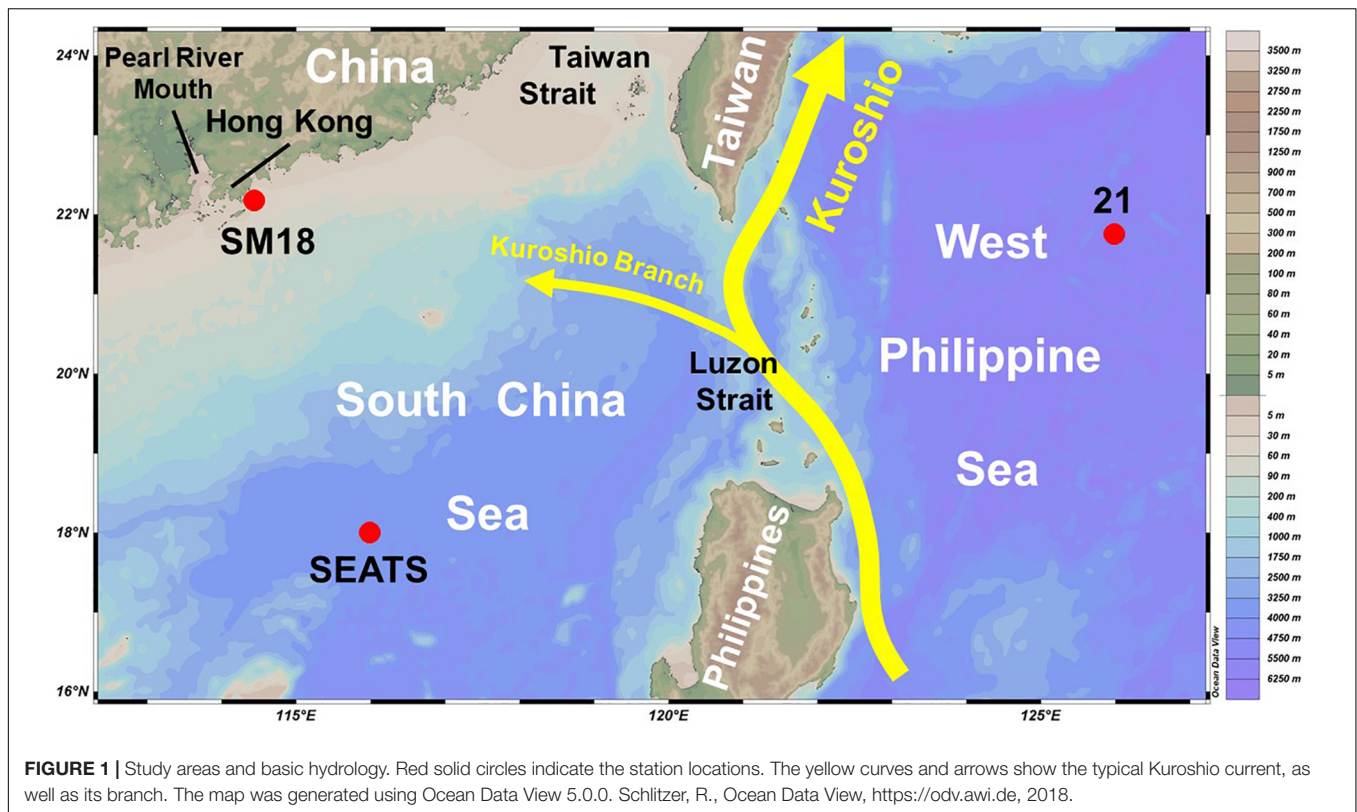 24°N
22°N
20°N
18°N
16°N
115°E
120°E
125°E
Pearl River
Mouth
China
Hong Kong
SM18
Taiwan
Strait
Taiwan
Kuroshio
21
West
Philippine
Sea
Kuroshio Branch
Luzon
Strait
South China
Sea
SEATS
Philippines
Ocean Data View
3500 m
3250 m
2750 m
2250 m
1750 m
1250 m
900 m
700 m
500 m
300 m
200 m
100 m
80 m
60 m
40 m
20 m
5 m
5 m
30 m
60 m
90 m
200 m
400 m
1000 m
1750 m
2500 m
3250 m
4000 m
4750 m
5500 m
6250 m
FIGURE 1 | Study areas and basic hydrology. Red solid circles indicate the station locations. The yellow curves and arrows show the typical Kuroshio current, as
well as its branch. The map was generated using Ocean Data View 5.0.0. Schlitzer, R., Ocean Data View, https://odv.awi.de, 2018.